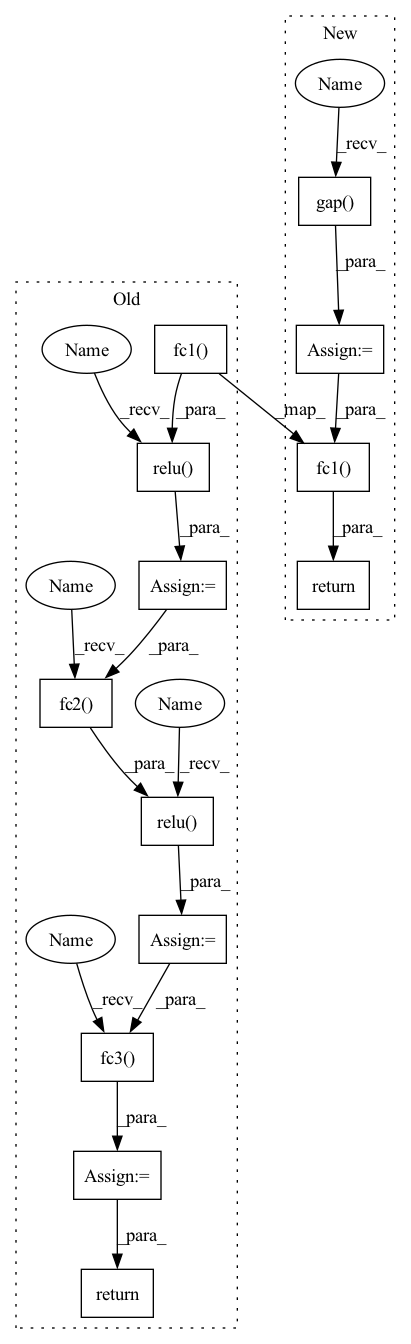 New
Name
_recv_
gap()
_para_
Old
Name
fc1()
Assign:=
_recv_
_para_
_map_
_para_
relu()
fc1()
_para_
_para_
Name
Assign:=
return
_recv_
_para_
fc2()
Name
_para_
_recv_
relu()
_para_
Name
Assign:=
_recv_
_para_
fc3()
_para_
Assign:=
_para_
return